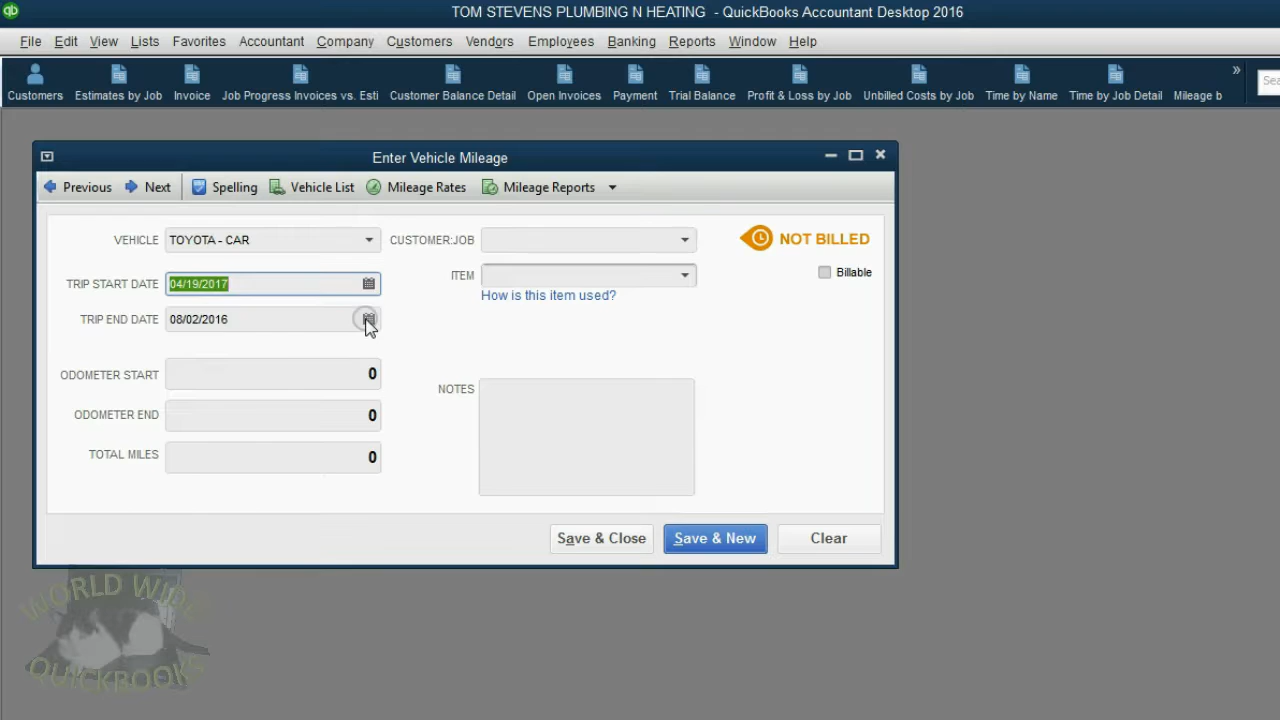 TOM STEVENS PLUMBING N HEATING - QuickBooks Accountant Desktop 2016
File Edit View Lists Favorites Accountant Company Customers Vendors Employees Banking Reports Window Help
Customers Estimates by Job Invoice Job Progress Invoices vs. Esti Customer Balance Detail Open Invoices Payment Trial Balance Profit & Loss by Job Unbilled Costs by Job Time by Name Time by Job Detail Mileage b » Sea
Enter Vehicle Mileage
Previous Next Spelling Vehicle List Mileage Rates Mileage Reports
VEHICLE TOYOTA - CAR CUSTOMER:JOB NOT BILLED
ITEM Billable
TRIP START DATE 04/19/2017
How is this item used?
TRIP END DATE 08/02/2016
ODOMETER START 0
NOTES
ODOMETER END 0
TOTAL MILES 0
Save & Close Save & New Clear
WORLD WIDE
QUICKBOOKS